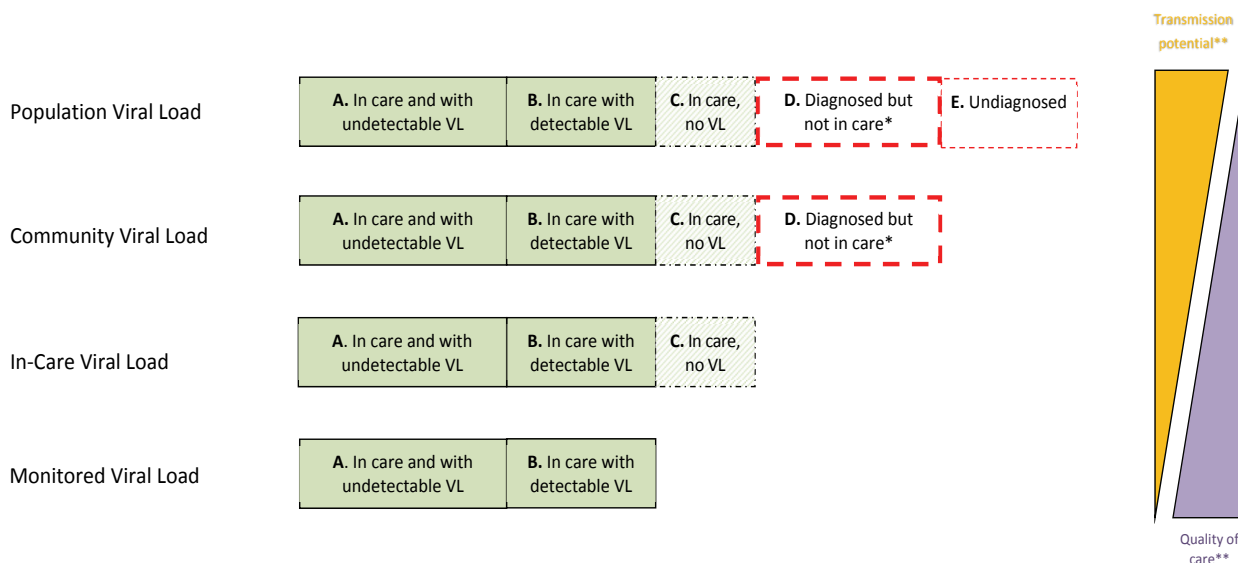 Transmission
potential**
Population Viral Load
A. In care and with
undetectable VL
B. In care with
detectable VL
C. In care,
no VL
D. Diagnosed but
not in care*
E. Undiagnosed
Community Viral Load
A. In care and with
undetectable VL
B. In care with
detectable VL
C. In care,
no VL
D. Diagnosed but
not in care*
In-Care Viral Load
A. In care and with
undetectable VL
B. In care with
detectable VL
C. In care,
no VL
Monitored Viral Load
A. In care and with
undetectable VL
B. In care with
detectable VL
Quality of
care**